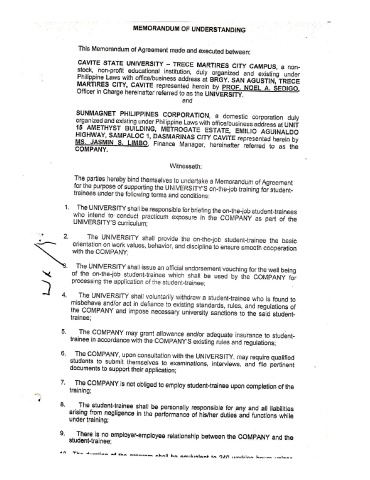 MEMORANDUM OF UNDERSTANDING
This Memorandum of Agreement made and executed between:
CAVITE STATE UNIVERSITY – TRECE MARTIRES CITY CAMPUS, a non-
stock, non-profit educational institution, duly organized and existing under
Philippine Laws with office/business address at BRGY. SAN AGUSTIN, TRECE
MARTIRES CITY, CAVITE represented herein by PROF. NOEL A. SEDIGO,
Officer in Charge hereinafter referred to as the UNIVERSITY.
and
SUNMAGNET PHILIPPINES CORPORATION, a domestic corporation duly
organized and existing under Philippine Laws with office/business address at UNIT
15 AMETHYST BUILDING, METROGATE ESTATE, EMILIO AGUINALDO
HIGHWAY, SAMPALOC 1, DASMARINAS CITY CAVITE represented herein by
MS. JASMIN S. LIMBO, Finance Manager, hereinafter referred to as the
COMPANY.
Witnesseth:
The parties hereby bind themselves to undertake a Memorandum of Agreement
for the purpose of supporting the UNIVERSITY'S on-the-job training for student-
trainees under the following terms and conditions:
1. The UNIVERSITY shall be responsible for briefing the on-the-job student-trainees
who intend to conduct practicum exposure in the COMPANY as part of the
UNIVERSITY'S curriculum;
2. The UNIVERSITY shall provide the on-the-job student-trainee the basic
orientation on work values, behavior, and discipline to ensure smooth cooperation
with the COMPANY;
3. The UNIVERSITY shall issue an official endorsement vouching for the well being
of the on-the-job student-trainee which shall be used by the COMPANY for
processing the application of the student-trainee;
4. The UNIVERSITY shall voluntarily withdraw a student-trainee who is found to
misbehave and/or act in defiance to existing standards, rules, and regulations of
the COMPANY and impose necessary university sanctions to the said student-
trainee;
5. The COMPANY may grant allowance and/or adequate insurance to student-
trainee in accordance with the COMPANY'S existing rules and regulations;
6. The COMPANY, upon consultation with the UNIVERSITY, may require qualified
students to submit themselves to examinations, interviews, and file pertinent
documents to support their application;
7. The COMPANY is not obliged to employ student-trainee upon completion of the
training;
8. The student-trainee shall be personally responsible for any and all liabilities
arising from negligence in the performance of his/her duties and functions while
under training;
9. There is no employer-employee relationship between the COMPANY and the
student-trainee;
10. The duration of the program shall be equivalent to 240 working hours unless